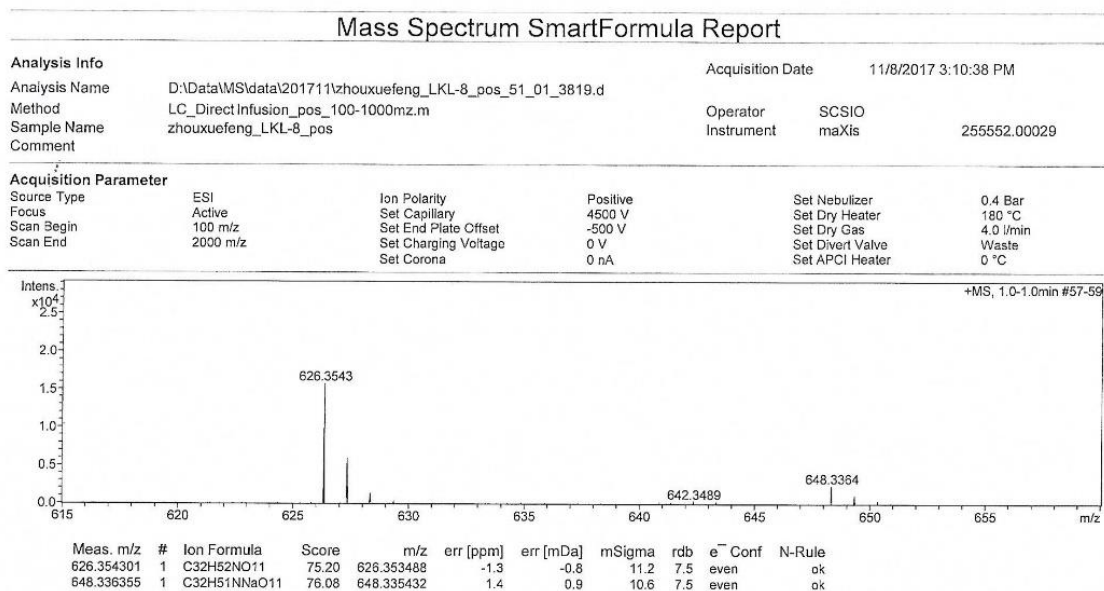 Mass Spectrum SmartFormula Report
Analysis Info
Acquisition Date 11/8/2017 3:10:38 PM
Analysis Name D:\Data\MS\data\201711\zhouxuefeng_LKL-8_pos_51_01_3819.d
Method LC_Direct Infusion_pos_100-1000mz.m Operator SCSIO
Sample Name zhouxuefeng_LKL-8_pos Instrument maXis 255552.00029
Comment
Acquisition Parameter
Source Type ESI Ion Polarity Positive Set Nebulizer 0.4 Bar
Focus Active Set Capillary 4500 V Set Dry Heater 180 °C
Scan Begin 100 m/z Set End Plate Offset -500 V Set Dry Gas 4.0 l/min
Scan End 2000 m/z Set Charging Voltage 0 V Set Divert Valve Waste
Set Corona 0 nA Set APCI Heater 0 °C
Intens. +MS, 1.0-1.0min #57-59
x10⁴
2.5
2.0
626.3543
1.5
1.0
0.5
642.3489 648.3364
0.0
615 620 625 630 635 640 645 650 655 m/z
Meas. m/z # Ion Formula Score m/z err [ppm] err [mDa] mSigma rdb e⁻ Conf N-Rule
626.354301 1 C32H52NO11 75.20 626.353488 -1.3 -0.8 11.2 7.5 even ok
648.336355 1 C32H51NNaO11 76.08 648.335432 1.4 0.9 10.6 7.5 even ok